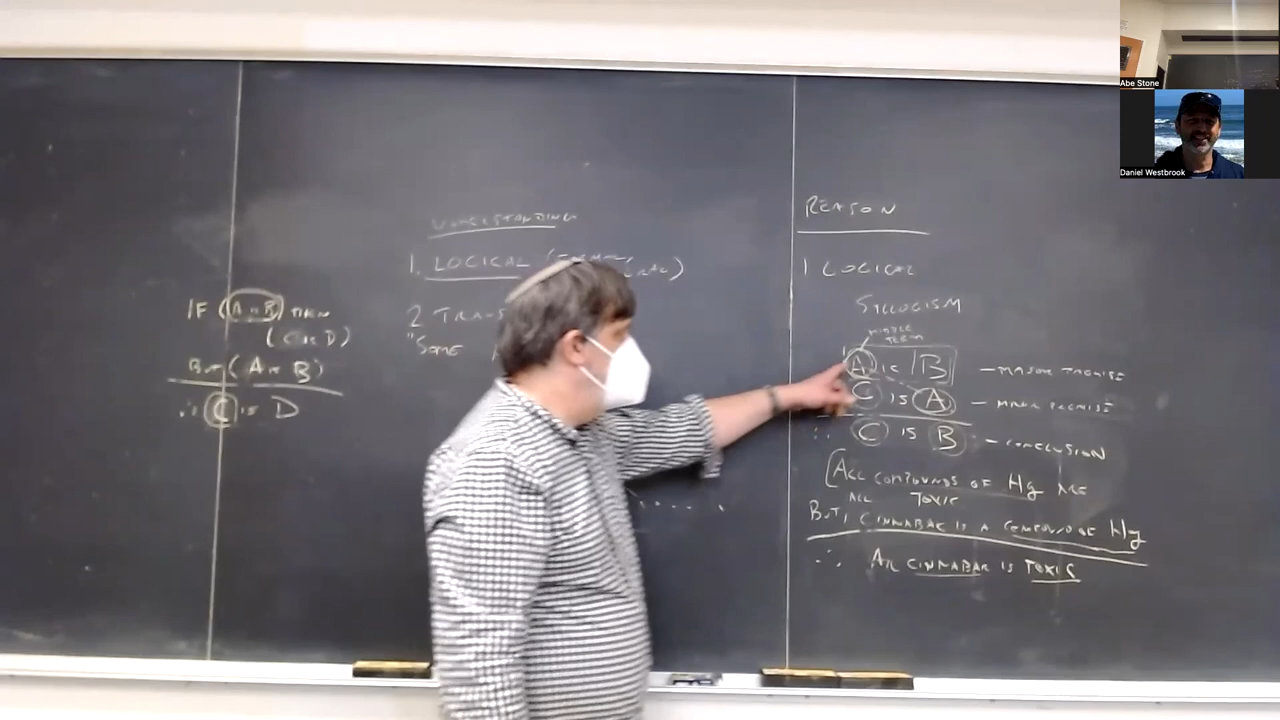 Abe Stone
Daniel Westbrook
IF (A is B) THEN
(C is D)
BUT (A is B)
∴ C is D
UNDERSTANDING
1. LOGICAL
2 TRANS
"SOME
REASON
1 LOGICAL
SYLLOGISM
MIDDLE
TERM
A is B — MAJOR PREMISE
C is A — MINOR PREMISE
∴ C is B — CONCLUSION
ALL COMPOUNDS OF Hg ARE
ALL TOXIC
BUT, CINNABAR IS A COMPOUND OF Hg
∴ ALL CINNABAR IS TOXIC